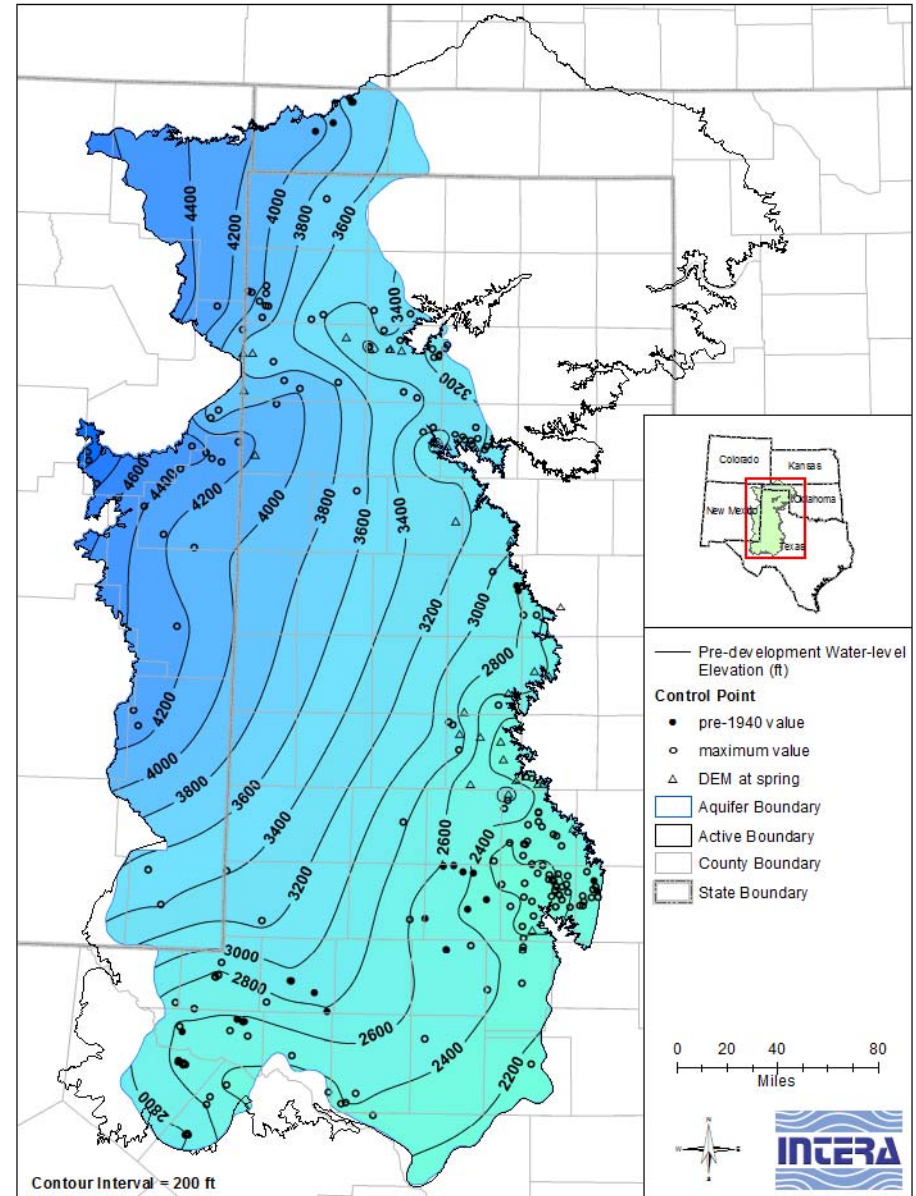 4400
4200
4000
3800
3600
3400
3200
4600
4400
4200
4000
3800
3600
3400
3200
3000
2800
4200
4000
3800
3600
3400
3200
2600
2400
3000
2800
2600
2400
2200
2800
Colorado
Kansas
New Mexico
Oklahoma
Texas
Pre-development Water-level
Elevation (ft)
Control Point
pre-1940 value
maximum value
DEM at spring
Aquifer Boundary
Active Boundary
County Boundary
State Boundary
0 20 40 80
Miles
N
W E
S
INTERA
Contour Interval = 200 ft